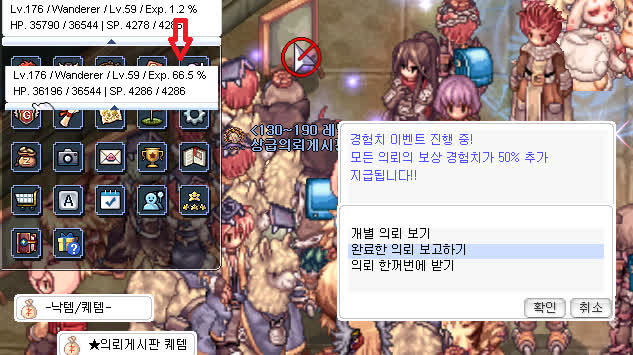 Lv.176 / Wanderer / Lv.59 / Exp. 1.2 %
HP. 35790 / 36544 | SP. 4278 / 4286
Lv.176 / Wanderer / Lv.59 / Exp. 66.5 %
HP. 36196 / 36544 | SP. 4286 / 4286
A
<130~190 레
상급의뢰게시판
경험치 이벤트 진행 중!
모든 의뢰의 보상 경험치가 50% 추가
지급됩니다!!
개별 의뢰 보기
완료한 의뢰 보고하기
의뢰 한꺼번에 받기
확인
취소
-낙템/퀘템-
★의뢰게시판 퀘템